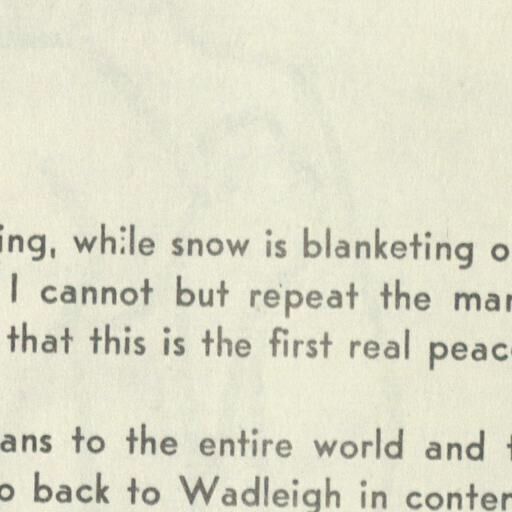 ing, while snow is blanketing o
I cannot but repeat the mar
that this is the first real peac
ans to the entire world and t
o back to Wadleigh in conter